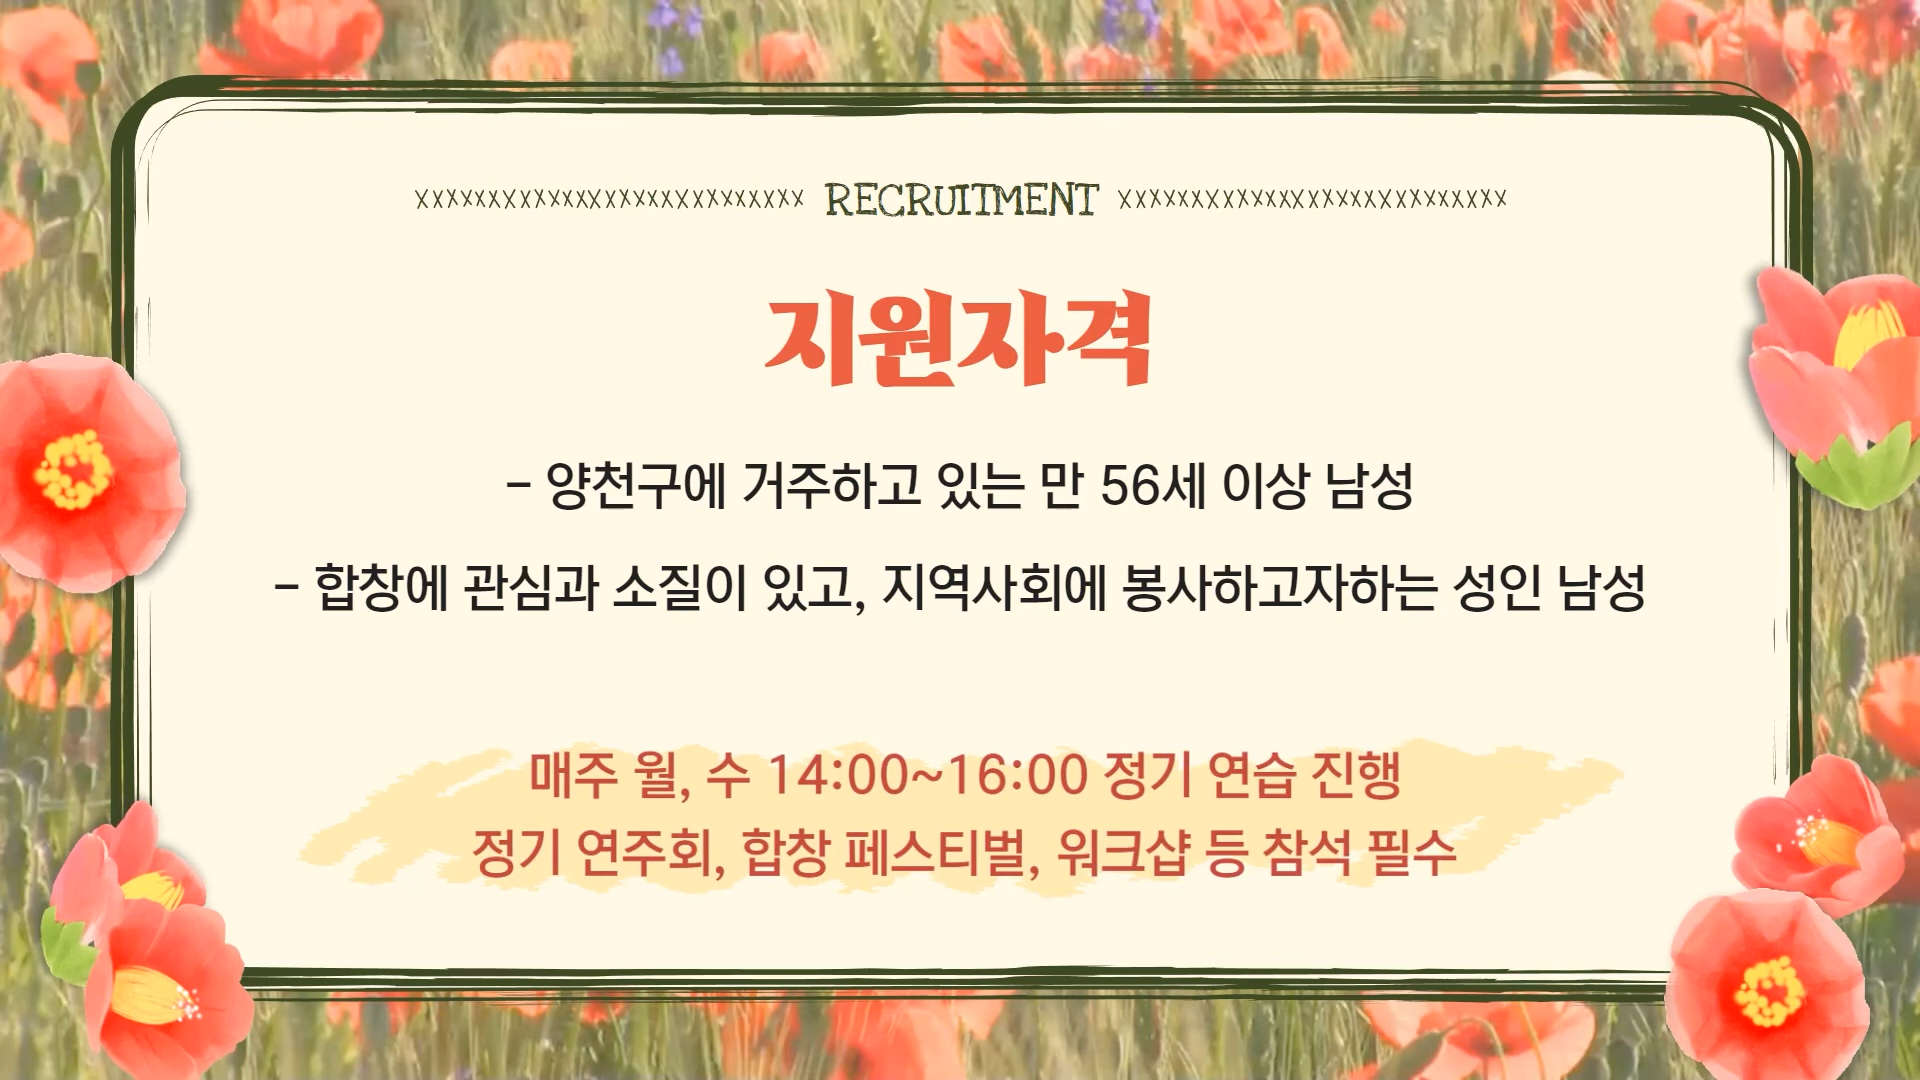 xxxxxxxxxxxxxxxxxxxxxxxxxx RECRUITMENT xxxxxxxxxxxxxxxxxxxxxxxxxx
지원자격
- 양천구에 거주하고 있는 만 56세 이상 남성
- 합창에 관심과 소질이 있고, 지역사회에 봉사하고자하는 성인 남성
매주 월, 수 14:00~16:00 정기 연습 진행
정기 연주회, 합창 페스티벌, 워크샵 등 참석 필수